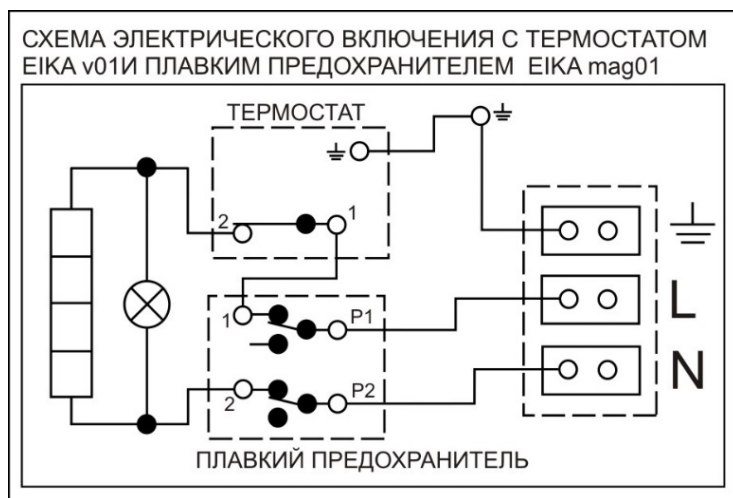 СХЕМА ЭЛЕКТРИЧЕСКОГО ВКЛЮЧЕНИЯ С ТЕРМОСТАТОМ
EIKA v01И ПЛАВКИМ ПРЕДОХРАНИТЕЛЕМ EIKA mag01
ТЕРМОСТАТ
2
1
1
P1
L
2
P2
N
ПЛАВКИЙ ПРЕДОХРАНИТЕЛЬ